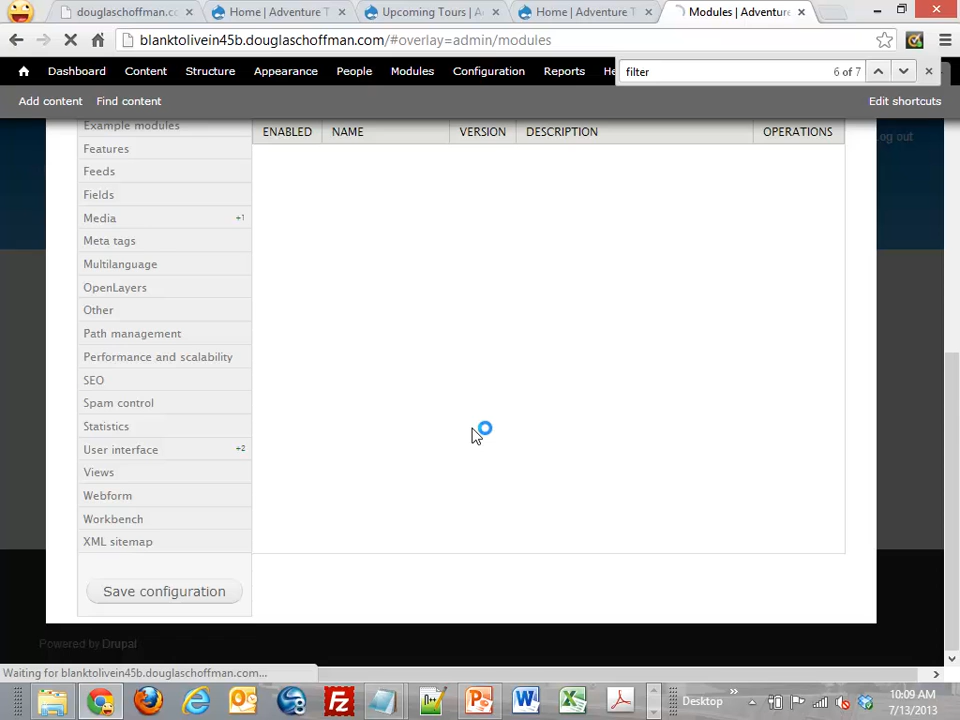 douglaschoffman.cc
Home | Adventure T
Upcoming Tours | A
Home | Adventure T
Modules | Adventure
blanktolivein45b.douglaschoffman.com/#overlay=admin/modules
Dashboard Content Structure Appearance People Modules Configuration Reports He
filter 6 of 7
Add content Find content Edit shortcuts
Log out
Example modules
ENABLED NAME VERSION DESCRIPTION OPERATIONS
Features
Feeds
Fields
Media +1
Meta tags
Multilanguage
OpenLayers
Other
Path management
Performance and scalability
SEO
Spam control
Statistics
User interface +2
Views
Webform
Workbench
XML sitemap
Save configuration
Powered by Drupal
Waiting for blanktolivein45b.douglaschoffman.com...
Desktop
10:09 AM
7/13/2013